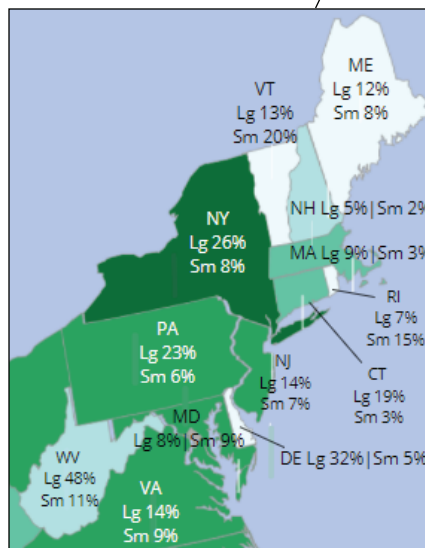 ME
Lg 12%
Sm 8%
VT
Lg 13%
Sm 20%
NH Lg 5%|Sm 2%
NY
Lg 26%
Sm 8%
MA Lg 9%|Sm 3%
RI
Lg 7%
Sm 15%
PA
Lg 23%
Sm 6%
NJ
Lg 14%
Sm 7%
CT
Lg 19%
Sm 3%
MD
Lg 8%|Sm 9%
DE Lg 32%|Sm 5%
WV
Lg 48%
Sm 11%
VA
Lg 14%
Sm 9%